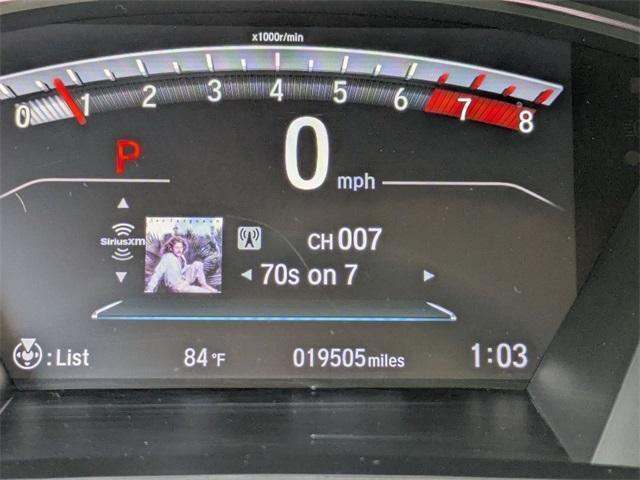 x1000r/min
0 1 2 3 4 5 6 7 8
P
0 mph
SiriusXM
CH 007
70s on 7
: List
84 °F
019505 miles
1:03